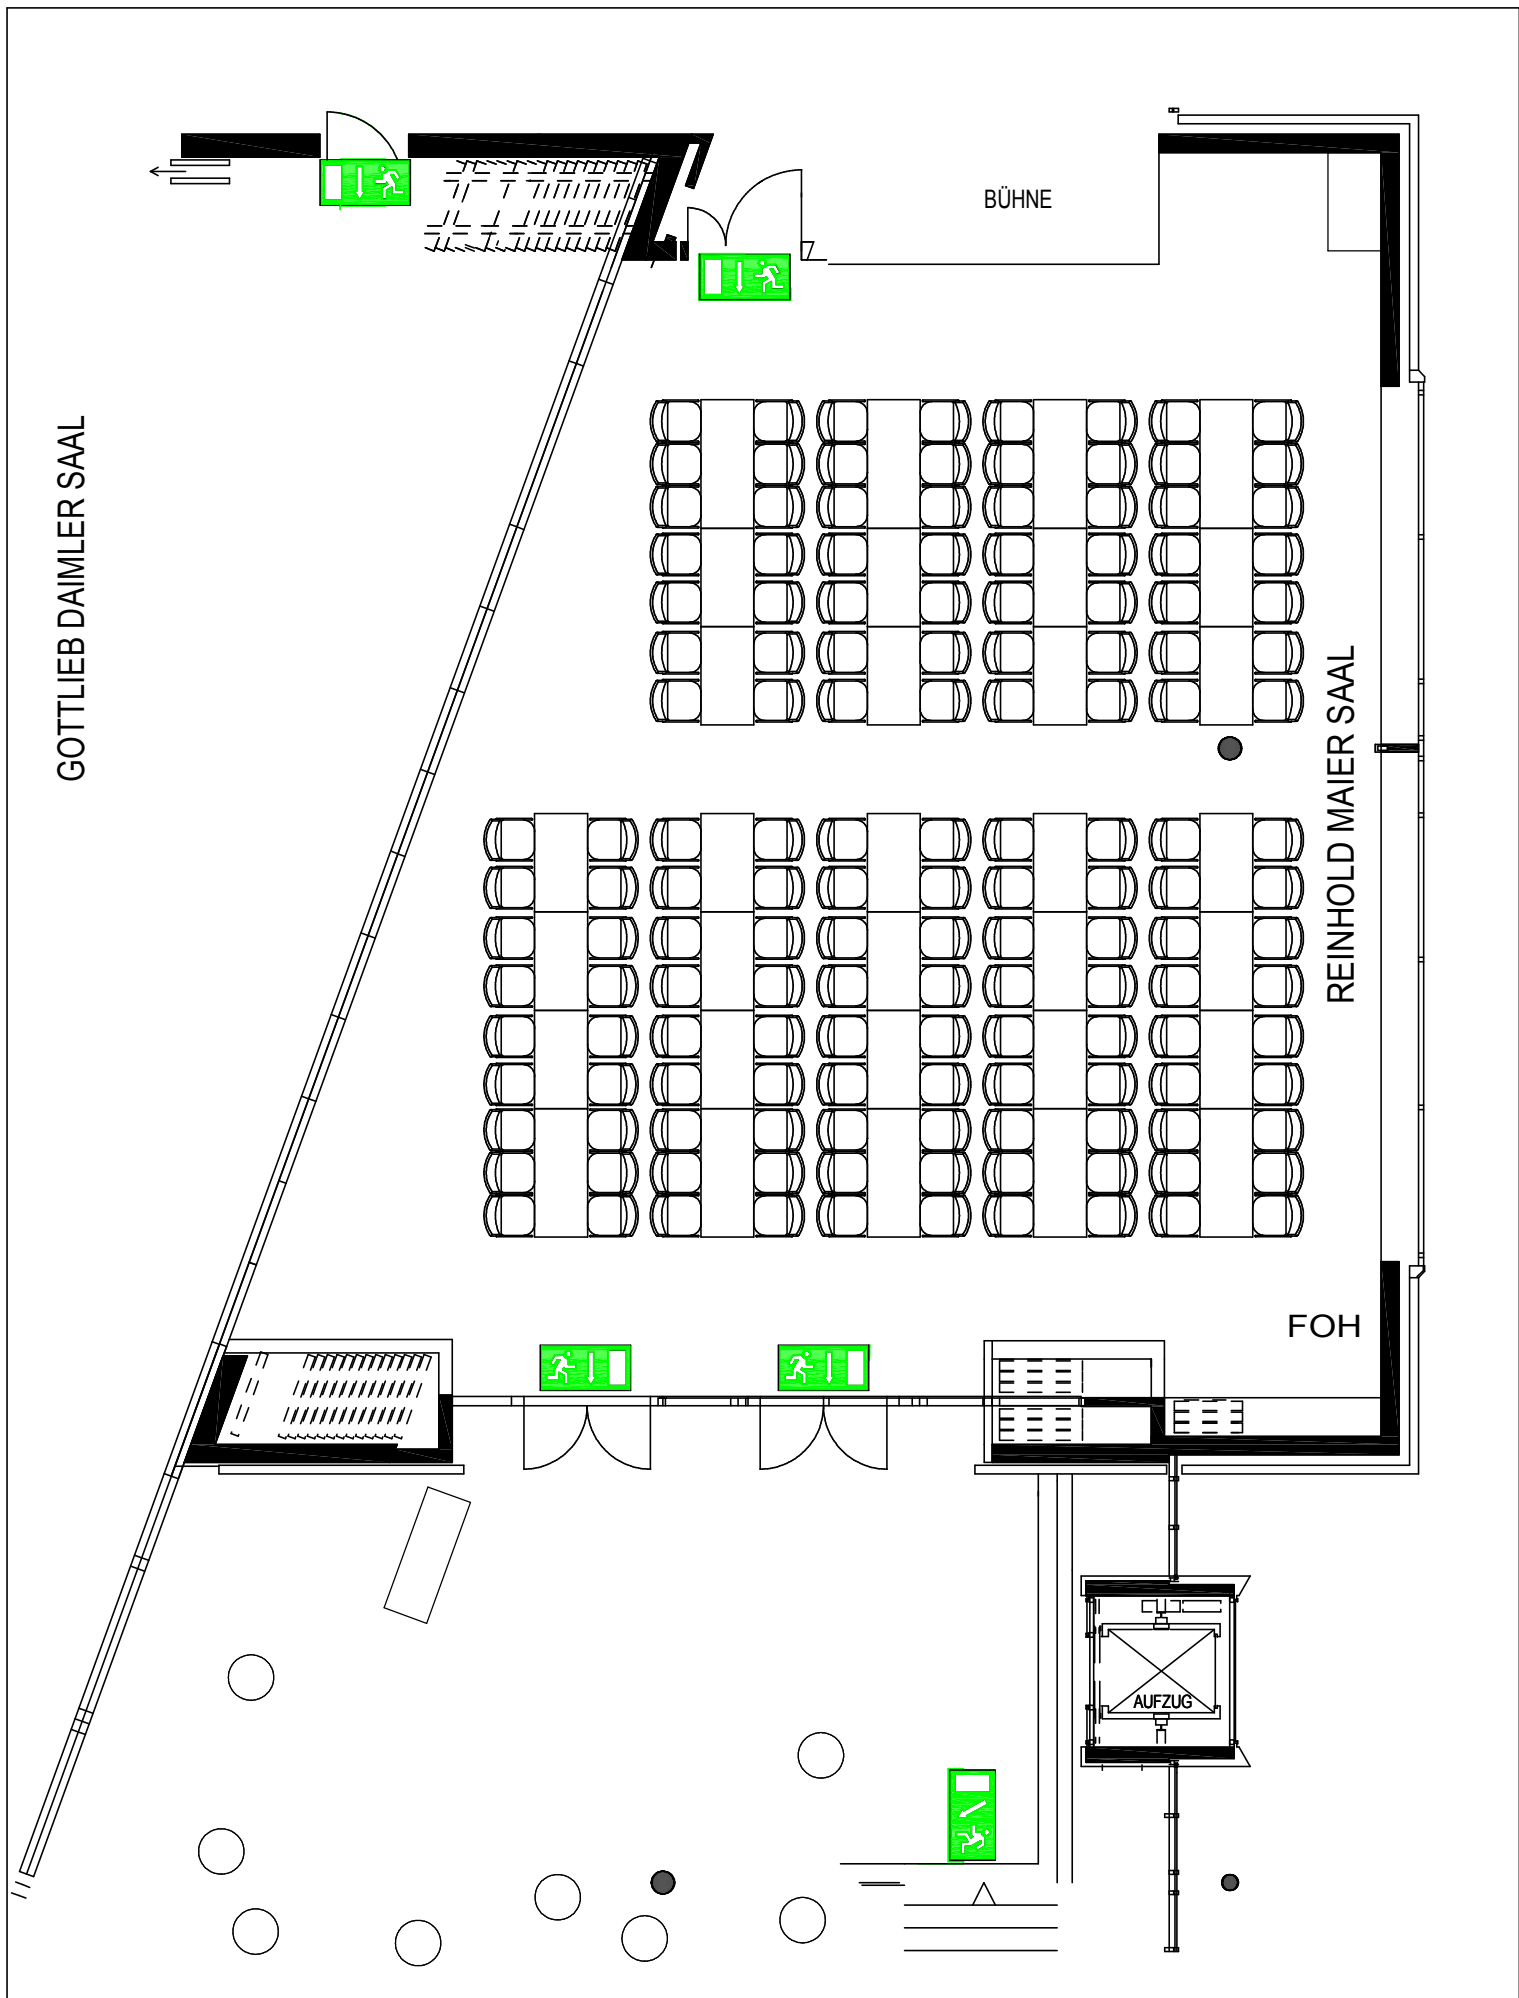 BÜHNE
GOTTLIEB DAIMLER SAAL
REINHOLD MAIER SAAL
FOH
AUFZUG